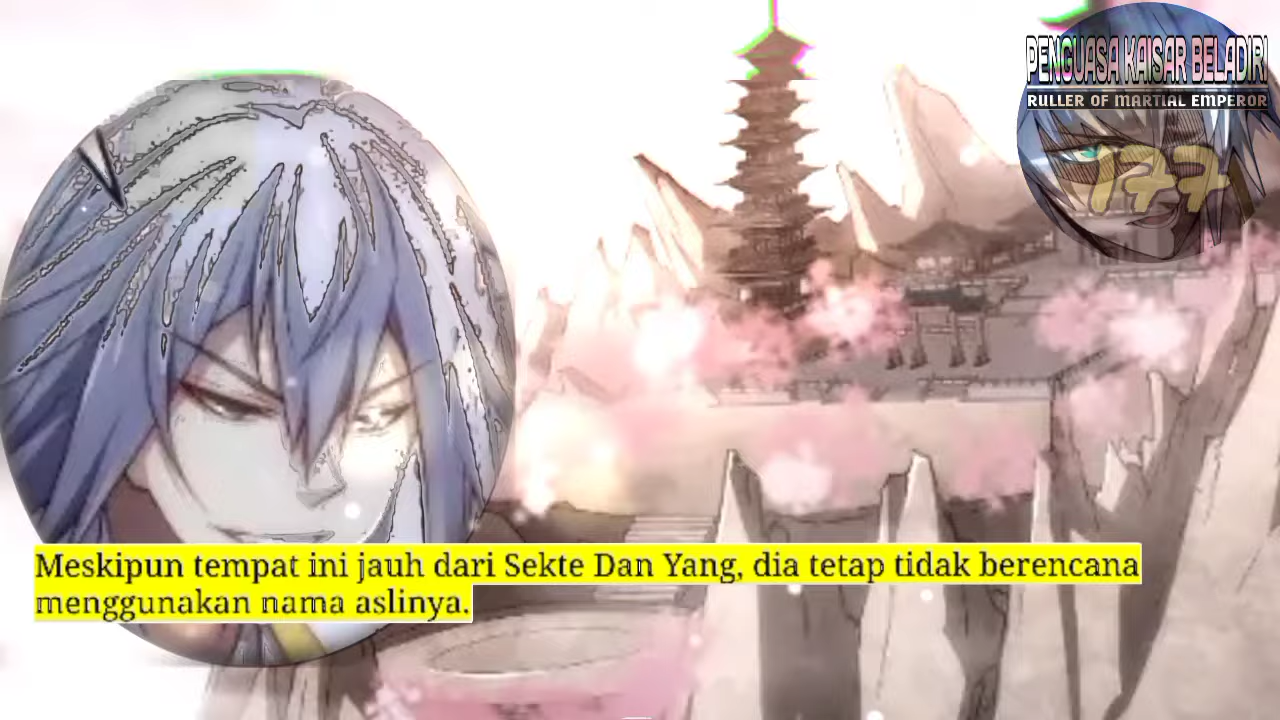 PENGUASA KAISAR BELADIRI
RULLER OF MARTIAL EMPEROR
177
Meskipun tempat ini jauh dari Sekte Dan Yang, dia tetap tidak berencana
menggunakan nama aslinya.